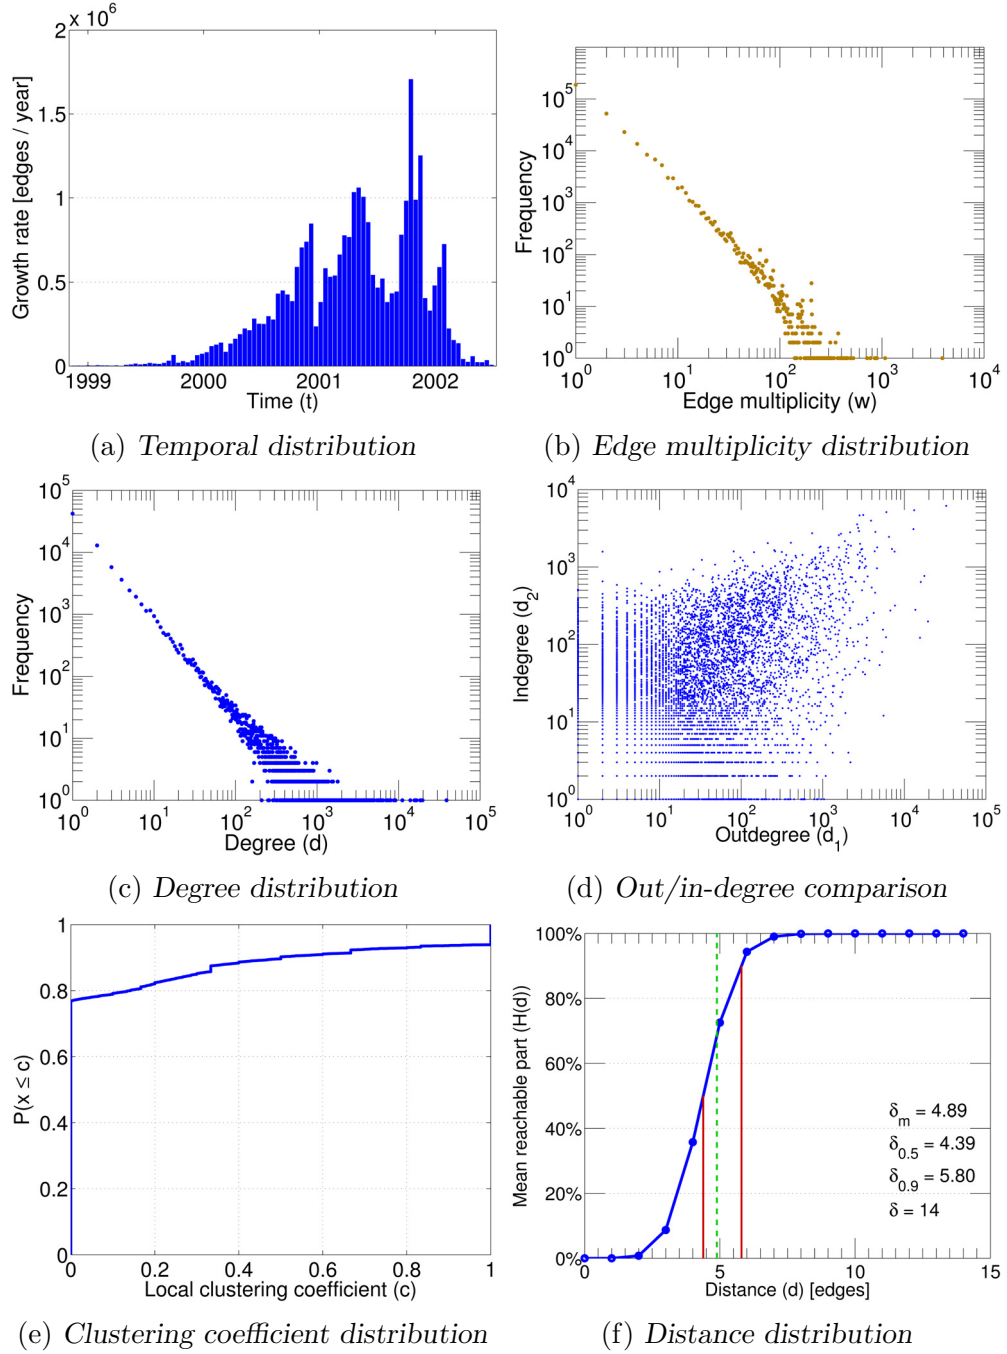 2 x 10^6
1.5
1
0.5
0
Growth rate [edges / year]
1999 2000 2001 2002
Time (t)
(a) Temporal distribution
10^5
10^4
10^3
10^2
10^1
10^0
Frequency
10^0 10^1 10^2 10^3 10^4
Edge multiplicity (w)
(b) Edge multiplicity distribution
10^5
10^4
10^3
10^2
10^1
10^0
Frequency
10^0 10^1 10^2 10^3 10^4 10^5
Degree (d)
(c) Degree distribution
10^4
10^3
10^2
10^1
10^0
Indegree (d_2)
10^0 10^1 10^2 10^3 10^4 10^5
Outdegree (d_1)
(d) Out/in-degree comparison
1
0.8
0.6
0.4
0.2
0
P(x ≤ c)
0 0.2 0.4 0.6 0.8 1
Local clustering coefficient (c)
(e) Clustering coefficient distribution
100%
80%
60%
40%
20%
0%
Mean reachable part (H(d))
δ_m = 4.89
δ_0.5 = 4.39
δ_0.9 = 5.80
δ = 14
0 5 10 15
Distance (d) [edges]
(f) Distance distribution